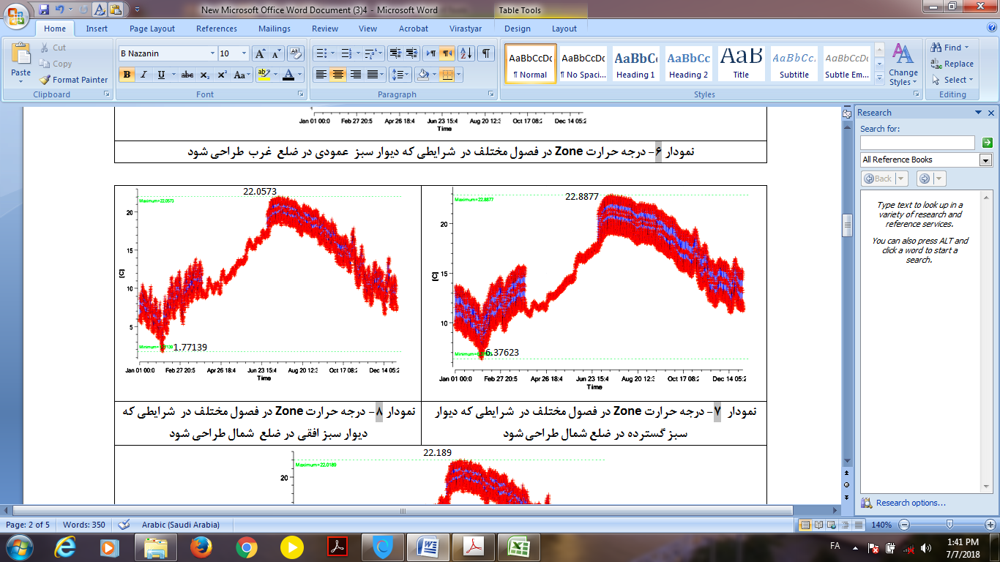 New Microsoft Office Word Document (3)4 - Microsoft Word
Table Tools
Home Insert Page Layout References Mailings Review View Acrobat Virastyar Design Layout
Paste
Cut
Copy
Format Painter
Clipboard
B Nazanin 10
B I U abc x₂ x² Aa
Font
Paragraph
AaBbCcDc AaBbCcDc AaBbC AaBbCc AaB AaBbCc. AaBbCcDc
¶ Normal ¶ No Spaci... Heading 1 Heading 2 Title Subtitle Subtle Em...
Change Styles
Styles
Find
Replace
Select
Editing
Jan 01 00:0 Feb 27 20:5 Apr 26 18:4 Jun 23 15:4 Aug 20 12:3 Oct 17 08:2 Dec 14 05:2
Time
نمودار ۶- درجه حرارت Zone در فصول مختلف در شرایطی که دیوار سبز عمودی در ضلع غرب طراحی شود
22.8877
Maximum=22.8877
20
15
10
[C]
6.37623
Jan 01 00:0 Feb 27 20:5 Apr 26 18:4 Jun 23 15:4 Aug 20 12:3 Oct 17 08:2 Dec 14 05:2
Time
22.0573
Maximum=22.0573
20
15
10
5
[C]
1.77139
Jan 01 00:0 Feb 27 20:5 Apr 26 18:4 Jun 23 15:4 Aug 20 12:3 Oct 17 08:2 Dec 14 05:2
Time
نمودار ۷- درجه حرارت Zone در فصول مختلف در شرایطی که دیوار
سبز گسترده در ضلع شمال طراحی شود
نمودار ۸- درجه حرارت Zone در فصول مختلف در شرایطی که
دیوار سبز افقی در ضلع شمال طراحی شود
22.189
Maximum=22.0189
20
Research
Search for:
All Reference Books
Back
Type text to look up in a
variety of research and
reference services.
You can also press ALT and
click a word to start a
search.
Research options...
Page: 2 of 5 Words: 350 Arabic (Saudi Arabia) 140%
FA
1:41 PM
7/7/2018